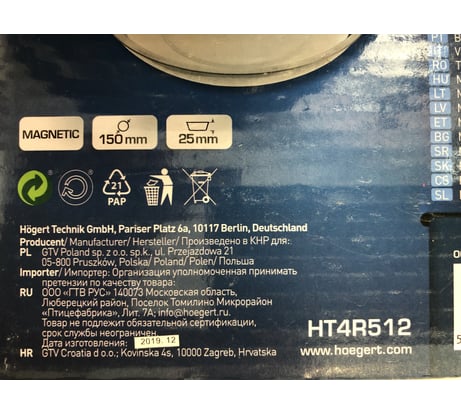 MAGNETIC
150mm
25mm
21
PAP
Högert Technik GmbH, Pariser Platz 6a, 10117 Berlin, Deutschland
Producent/ Manufacturer/ Hersteller/ Произведено в КНР для:
PL GTV Poland sp. z o.o. sp.k., ul. Przejazdowa 21
05-800 Pruszków, Polska/ Poland/ Polen / Польша
Importer/ Импортер: Организация уполномоченная принимать
претензии по качеству товара:
RU ООО «ГТВ РУС» 140073 Московская область,
Люберецкий район, Поселок Томилино Микрорайон
«Птицефабрика», Лит. 7А; info@hoegert.ru.
Товар не подлежит обязательной сертификации,
срок службы неограничен.
Дата изготовления: 2019.12
HR GTV Croatia d o.o.; Kovinska 4s, 10000 Zagreb, Hrvatska
HT4R512
www.hoegert.com
PT
IT
RO
HU
LT
LV
ET
BG
SR
SK
CS
SL